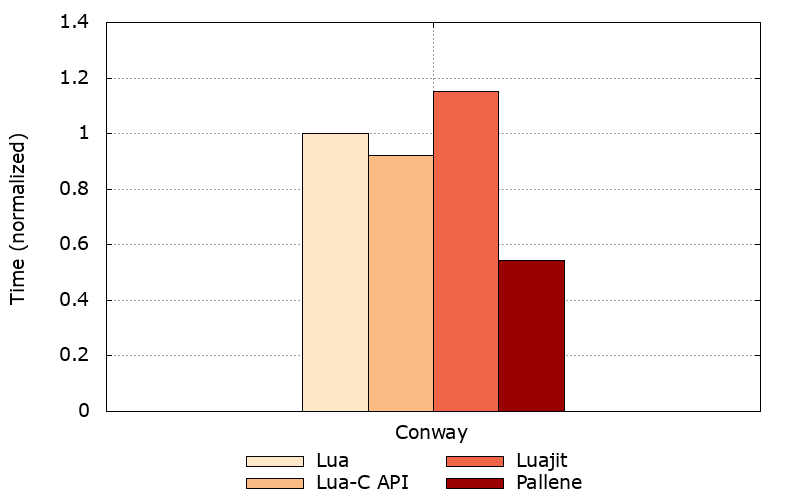 1.4
1.2
1
0.8
0.6
0.4
0.2
0
Time (normalized)
Conway
Lua
Luajit
Lua-C API
Pallene